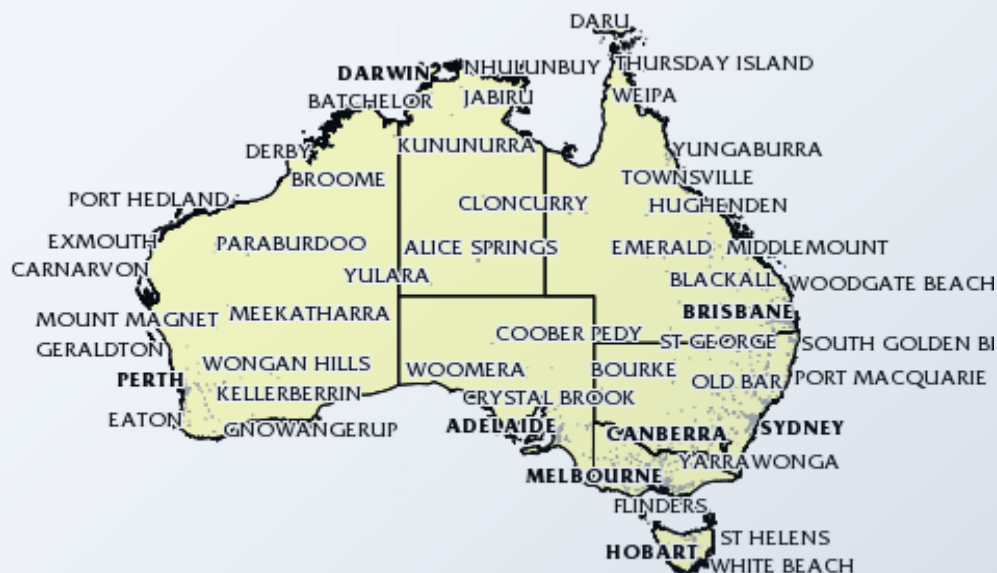 DARU
THURSDAY ISLAND
NHULUNBUY
DARWIN
WEIPA
JABIRU
BATCHELOR
KUNUNURRA
YUNGABURRA
DERBY
TOWNSVILLE
BROOME
PORT HEDLAND
CLONCURRY
HUGHENDEN
EXMOUTH
PARABURDOO
ALICE SPRINGS
EMERALD
MIDDLEMOUNT
CARNARVON
YULARA
BLACKALL
WOODGATE BEACH
MOUNT MAGNET
MEEKATHARRA
BRISBANE
COOBER PEDY
ST GEORGE
SOUTH GOLDEN BE
GERALDTON
WONGAN HILLS
WOOMERA
BOURKE
OLD BAR
PORT MACQUARIE
PERTH
KELLERBERRIN
CRYSTAL BROOK
EATON
GNOWANGERUP
ADELAIDE
CANBERRA
SYDNEY
YARRAWONGA
MELBOURNE
FLINDERS
ST HELENS
HOBART
WHITE BEACH